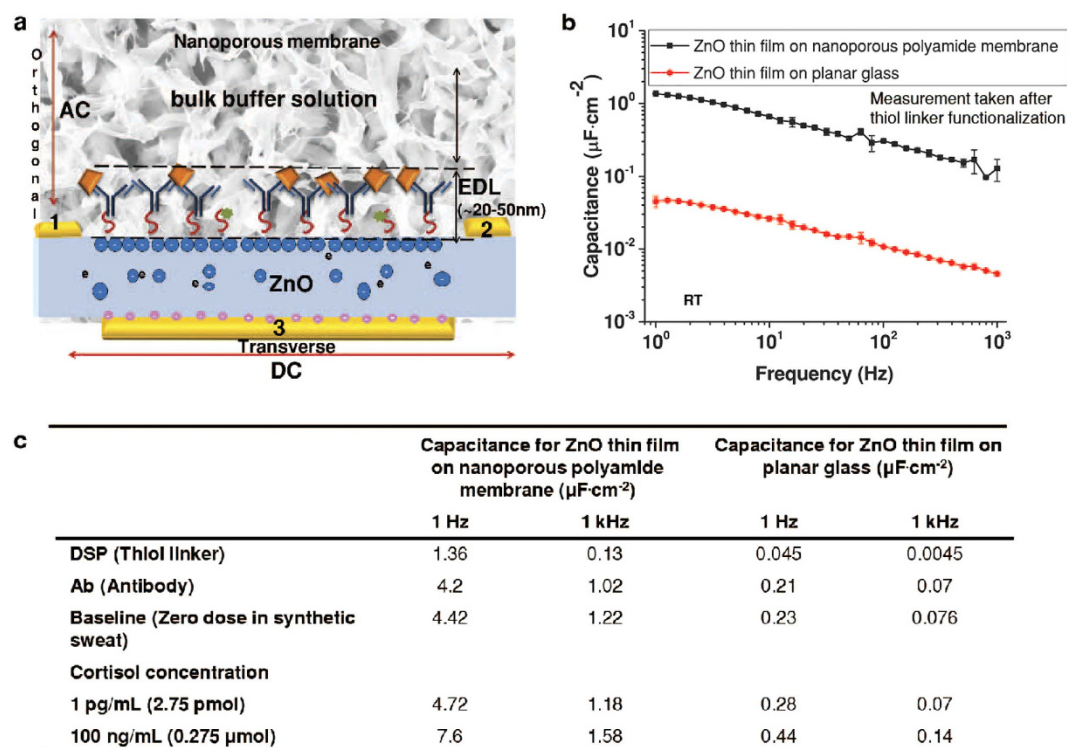 a
Orthogonal
AC
Nanoporous membrane
bulk buffer solution
EDL
(~20-50nm)
1
2
e
e
e
e
ZnO
3
Transverse
DC
b
ZnO thin film on nanoporous polyamide membrane
ZnO thin film on planar glass
Measurement taken after
thiol linker functionalization
Capacitance (µF·cm-2)
10¹
10⁰
10⁻¹
10⁻²
10⁻³
RT
10⁰ 10¹ 10² 10³
Frequency (Hz)
c
Capacitance for ZnO thin film on nanoporous polyamide membrane (µF·cm⁻²) Capacitance for ZnO thin film on planar glass (µF·cm⁻²)
1 Hz 1 kHz 1 Hz 1 kHz
DSP (Thiol linker) 1.36 0.13 0.045 0.0045
Ab (Antibody) 4.2 1.02 0.21 0.07
Baseline (Zero dose in synthetic sweat) 4.42 1.22 0.23 0.076
Cortisol concentration
1 pg/mL (2.75 pmol) 4.72 1.18 0.28 0.07
100 ng/mL (0.275 µmol) 7.6 1.58 0.44 0.14